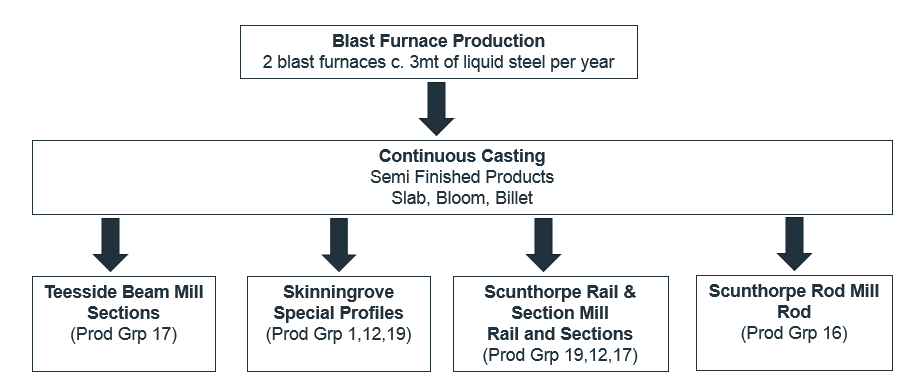 Blast Furnace Production
2 blast furnaces c. 3mt of liquid steel per year
Continuous Casting
Semi Finished Products
Slab, Bloom, Billet
Teesside Beam Mill
Sections
(Prod Grp 17)
Skinningrove
Special Profiles
(Prod Grp 1,12,19)
Scunthorpe Rail &
Section Mill
Rail and Sections
(Prod Grp 19,12,17)
Scunthorpe Rod Mill
Rod
(Prod Grp 16)